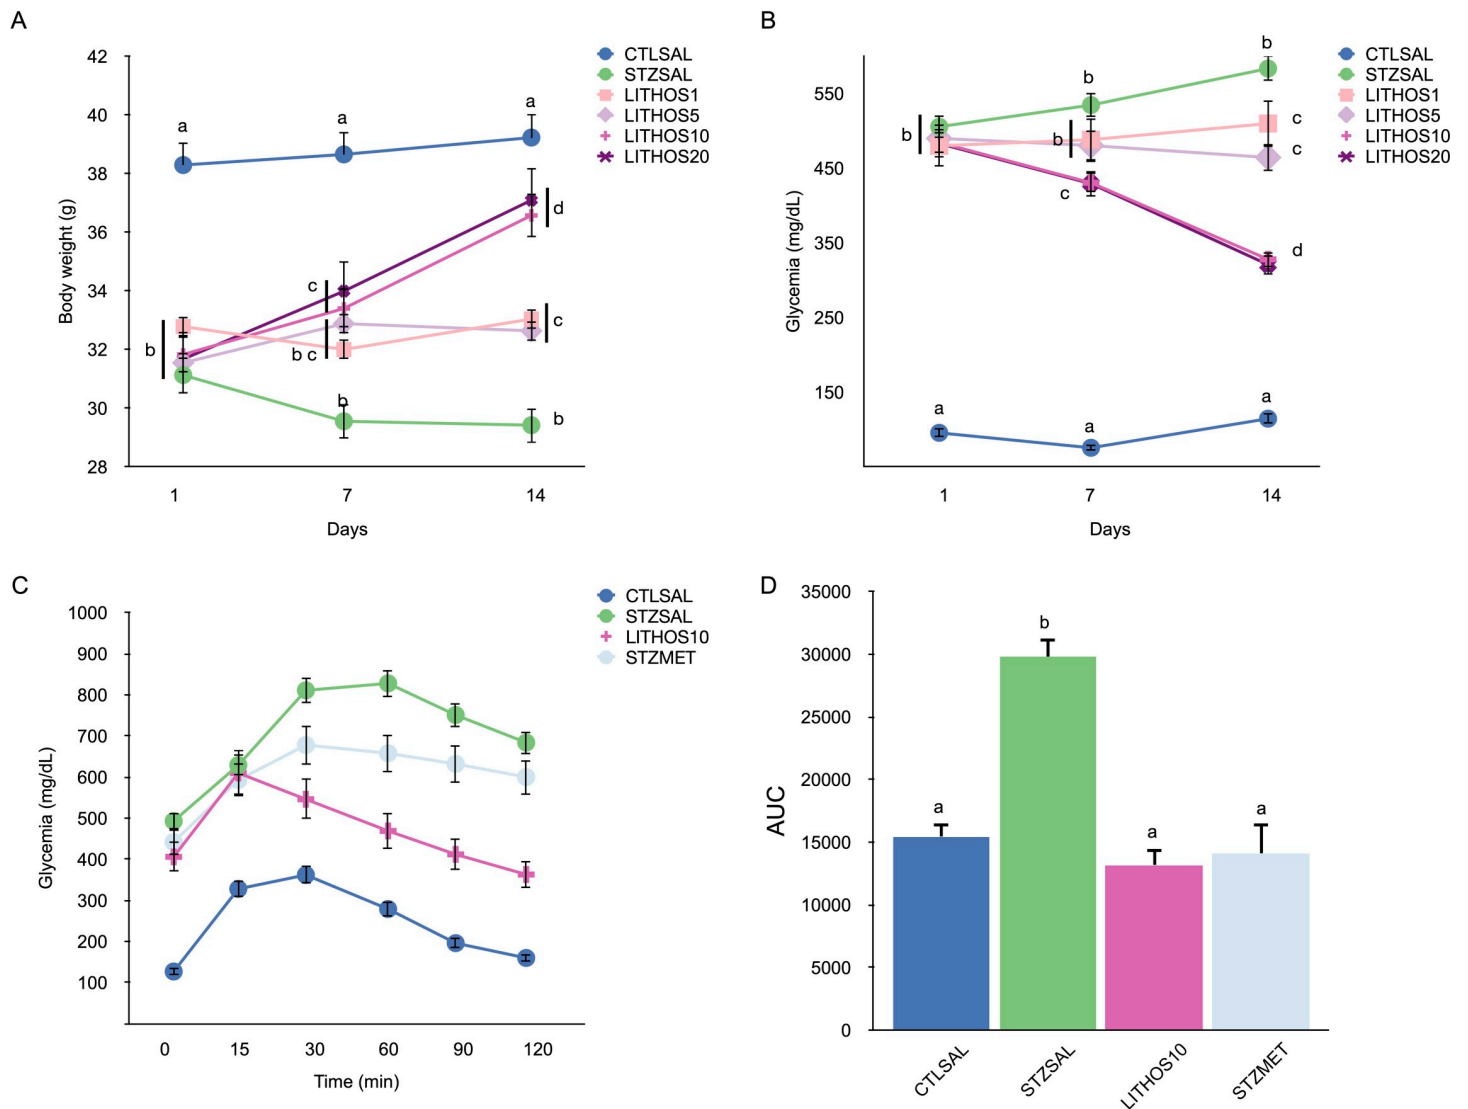 A
42
40
38
36
34
32
30
28
Body weight (g)
a
a
a
b
c
b c
b
d
c
b
1
7
14
Days
CTLSAL
STZSAL
LITHOS1
LITHOS5
LITHOS10
LITHOS20
B
550
450
350
250
150
Glycemia (mg/dL)
b
b
b
b
c
c
c
d
a
a
a
1
7
14
Days
CTLSAL
STZSAL
LITHOS1
LITHOS5
LITHOS10
LITHOS20
C
1000
900
800
700
600
500
400
300
200
100
Glycemia (mg/dL)
0
15
30
60
90
120
Time (min)
CTLSAL
STZSAL
LITHOS10
STZMET
D
35000
30000
25000
20000
15000
10000
5000
0
AUC
a
b
a
a
CTLSAL
STZSAL
LITHOS10
STZMET